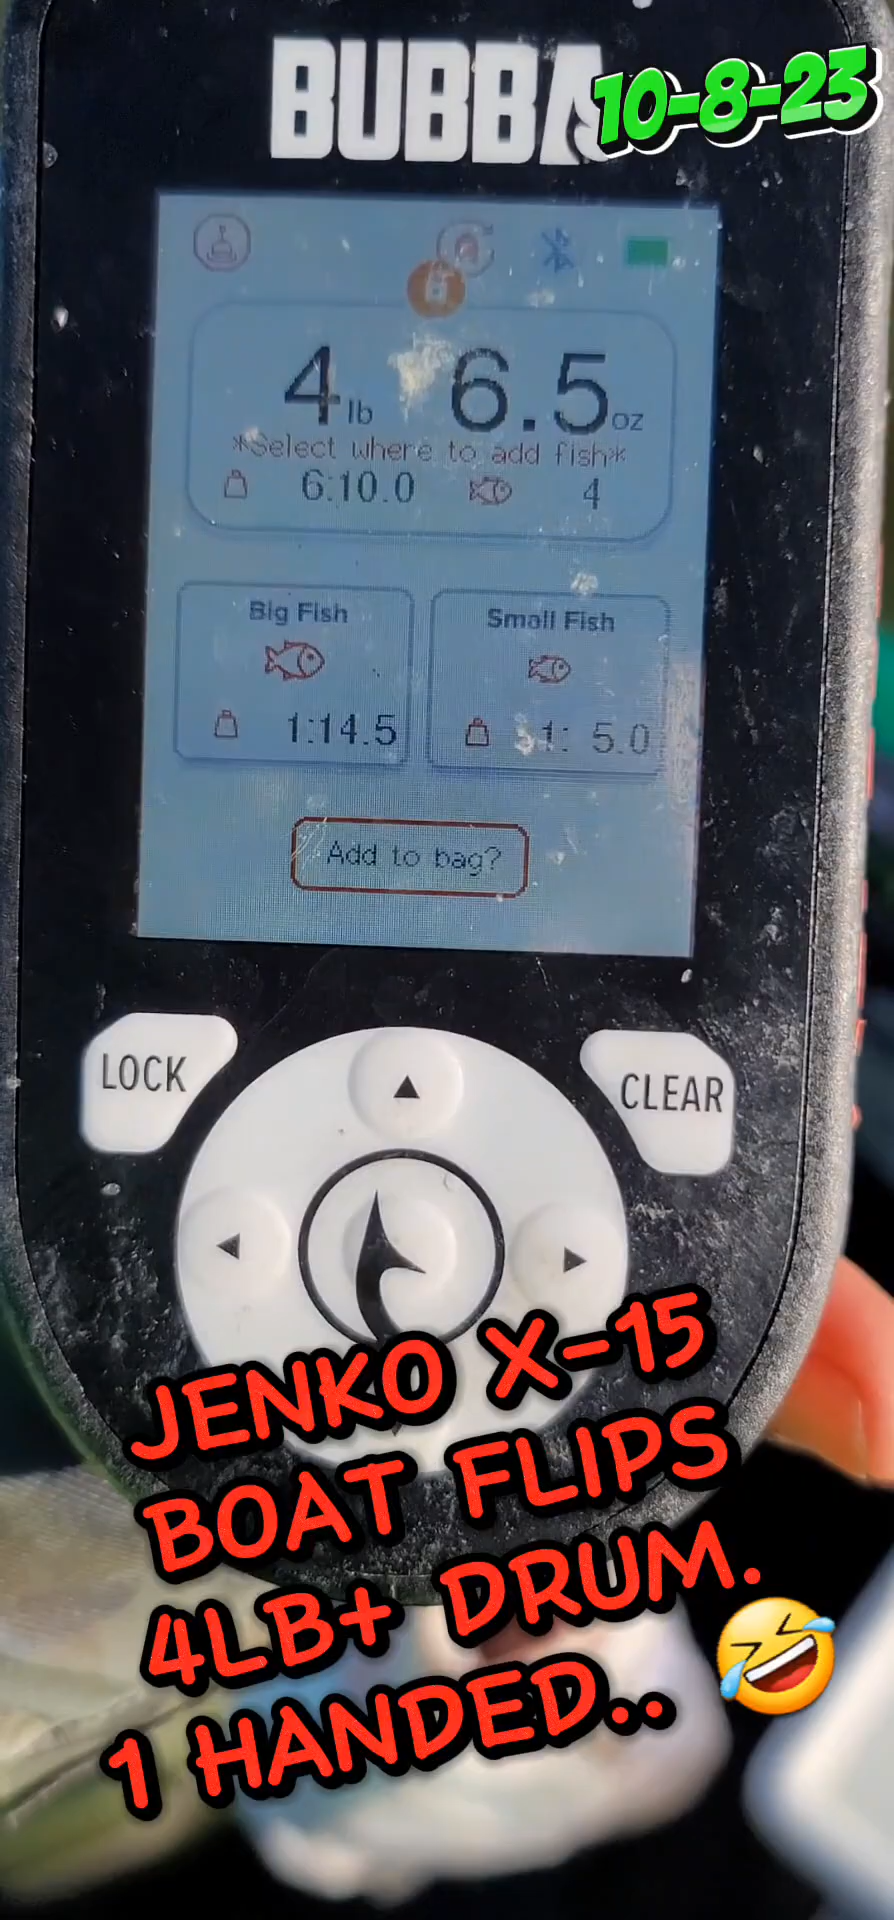 BUBBA
10-8-23
4 lb 6.5 oz
*Select where to add fish*
6:10.0 4
Big Fish
1:14.5
Small Fish
1: 5.0
Add to bag?
LOCK
CLEAR
JENKO X-15
BOAT FLIPS
4LB+ DRUM.
1 HANDED..